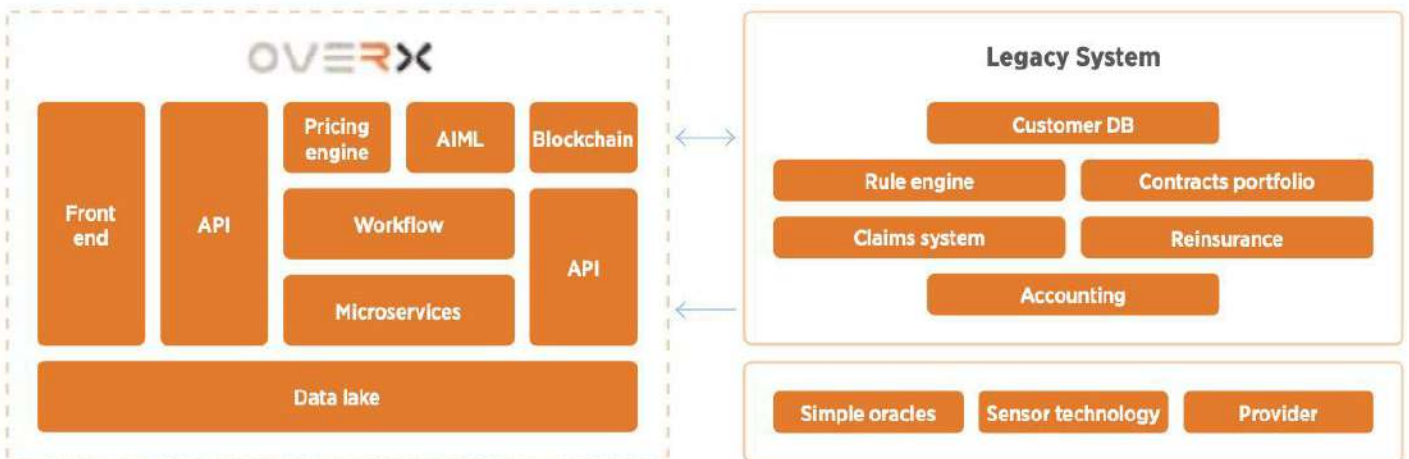 OVERX
Front
end
API
Pricing
engine
AIML
Blockchain
Workflow
Microservices
API
Data lake
Legacy System
Customer DB
Rule engine
Contracts portfolio
Claims system
Reinsurance
Accounting
Simple oracles
Sensor technology
Provider